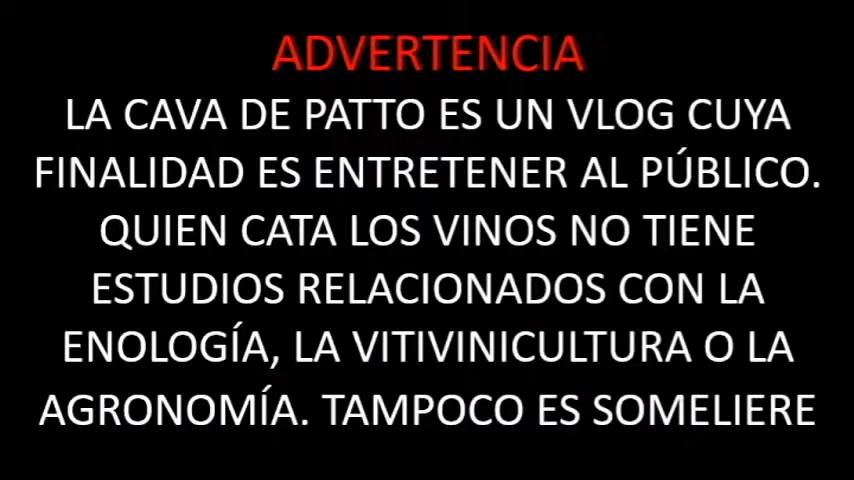 ADVERTENCIA
LA CAVA DE PATTO ES UN VLOG CUYA
FINALIDAD ES ENTRETENER AL PÚBLICO.
QUIEN CATA LOS VINOS NO TIENE
ESTUDIOS RELACIONADOS CON LA
ENOLOGÍA, LA VITIVINICULTURA O LA
AGRONOMÍA. TAMPOCO ES SOMELIERE